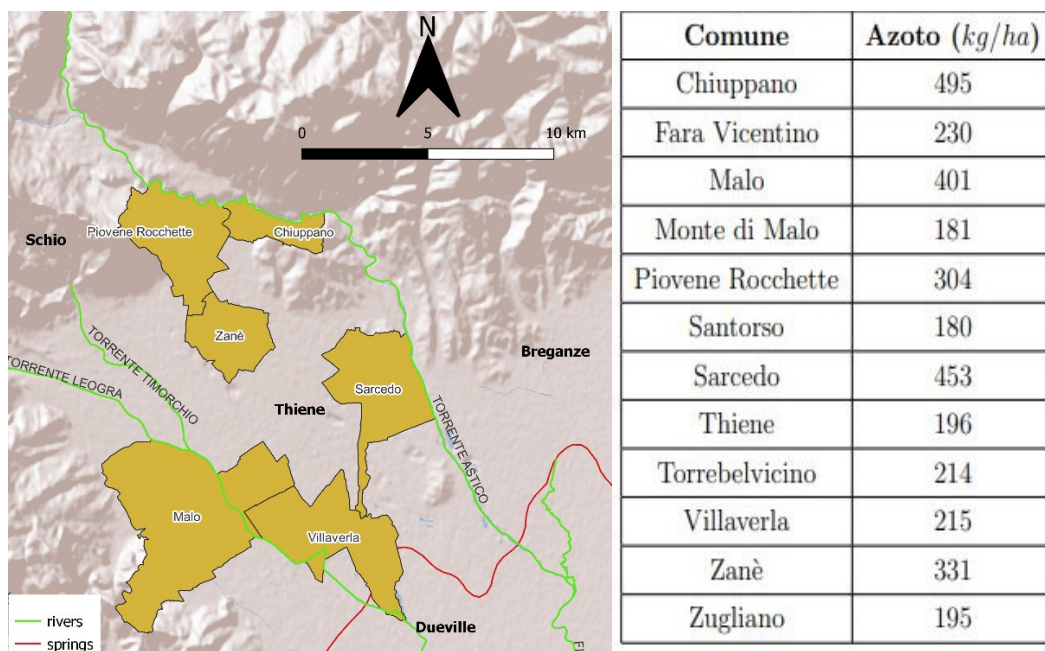 N
0 5 10 km
Piovene Rocchette
Chiuppano
Schio
Zanè
TORRENTE TIMORCHIO
TORRENTE LEOGRA
Breganze
Sarcedo
Thiene
TORRENTE ASTICO
Malo
Villaverla
Dueville
rivers
springs
Comune Azoto (kg/ha)
Chiuppano 495
Fara Vicentino 230
Malo 401
Monte di Malo 181
Piovene Rocchette 304
Santorso 180
Sarcedo 453
Thiene 196
Torrebelvicino 214
Villaverla 215
Zanè 331
Zugliano 195